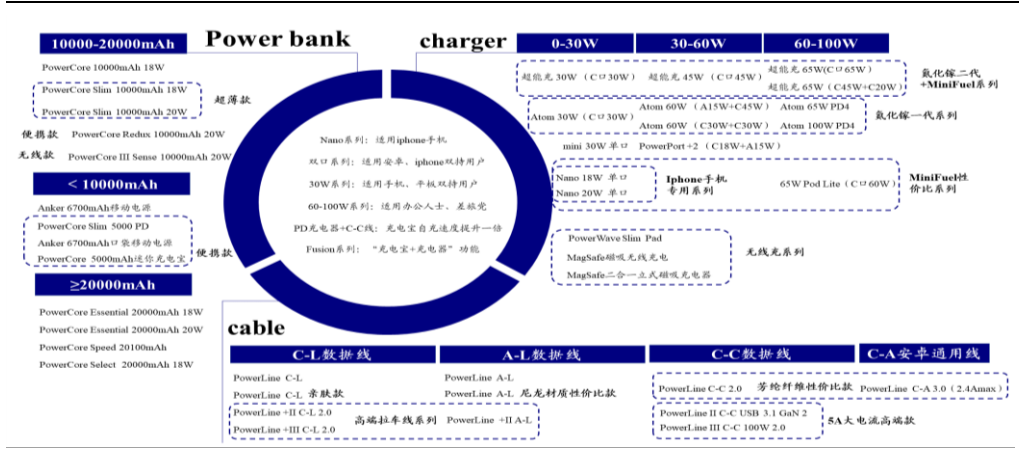 Power bank
10000-20000mAh
PowerCore 10000mAh 18W
PowerCore Slim 10000mAh 18W
PowerCore Slim 10000mAh 20W
超薄款
便携款 PowerCore Redux 10000mAh 20W
无线款 PowerCore III Sense 10000mAh 20W
< 10000mAh
Anker 6700mAh移动电源
PowerCore Slim 5000 PD
Anker 6700mAh口袋移动电源
PowerCore 5000mAh迷你充电宝
便携款
≥20000mAh
PowerCore Essential 20000mAh 18W
PowerCore Essential 20000mAh 20W
PowerCore Speed 20100mAh
PowerCore Select 20000mAh 18W
Nano系列：适用iphone手机
双口系列：适用安卓、iphone双持用户
30W系列：适用手机、平板双持用户
60-100W系列：适用办公人士、差旅党
PD充电器+C-C线：充电宝自充速度提升一倍
Fusion系列：“充电宝+充电器”功能
charger
0-30W 30-60W 60-100W
超能充 30W （C口30W） 超能充 45W （C口45W） 超能充 65W(C口65W)
超能充 65W（C45W+C20W）
氮化镓二代
+MiniFuel系列
Atom 30W（C口30W） Atom 60W （A15W+C45W） Atom 65W PD4
Atom 60W （C30W+C30W） Atom 100W PD4
氮化镓一代系列
mini 30W 单口 PowerPort +2 （C18W+A15W）
Nano 18W 单口
Nano 20W 单口
Iphone手机
专用系列
65W Pod Lite（C口60W）
MiniFuel性
价比系列
PowerWave Slim Pad
MagSafe磁吸无线充电
MagSafe二合一立式磁吸充电器
无线充系列
cable
C-L数据线 A-L数据线 C-C数据线 C-A安卓通用线
PowerLine C-L
PowerLine C-L 亲肤款
PowerLine +II C-L 2.0
PowerLine +III C-L 2.0
高端拉车线系列
PowerLine A-L
PowerLine A-L 尼龙材质性价比款
PowerLine +II A-L
PowerLine C-C 2.0 芳纶纤维性价比款
PowerLine II C-C USB 3.1 GaN 2
PowerLine III C-C 100W 2.0
5A大电流高端款
PowerLine C-A 3.0（2.4Amax）